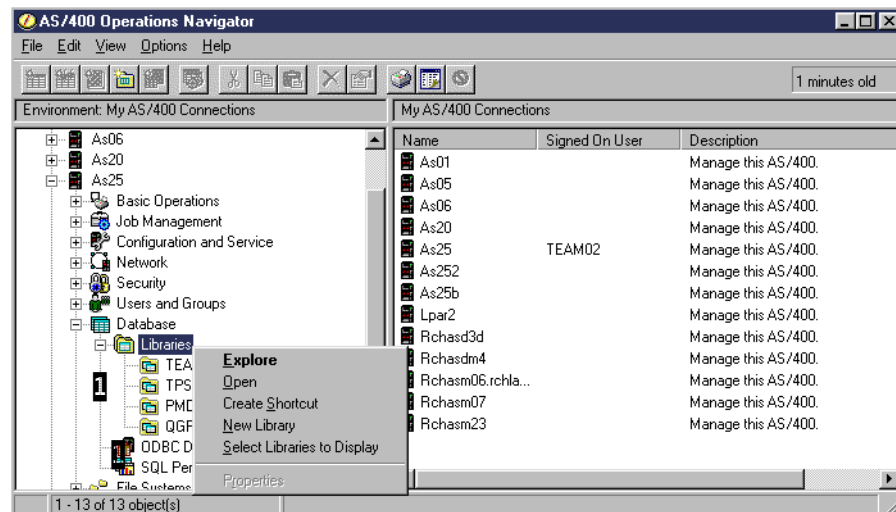 AS/400 Operations Navigator
File Edit View Options Help
1 minutes old
Environment: My AS/400 Connections
My AS/400 Connections
As06
As20
As25
Basic Operations
Job Management
Configuration and Service
Network
Security
Users and Groups
Database
Libraries
TEA
TPS
PMD
QGP
ODBC D
SQL Per
File Systems
1
Explore
Open
Create Shortcut
New Library
Select Libraries to Display
Properties
Name Signed On User Description
As01 Manage this AS/400.
As05 Manage this AS/400.
As06 Manage this AS/400.
As20 Manage this AS/400.
As25 TEAM02 Manage this AS/400.
As252 Manage this AS/400.
As25b Manage this AS/400.
Lpar2 Manage this AS/400.
Rchasd3d Manage this AS/400.
Rchasdm4 Manage this AS/400.
Rchasm06.rchla... Manage this AS/400.
Rchasm07 Manage this AS/400.
Rchasm23 Manage this AS/400.
1 - 13 of 13 object(s)